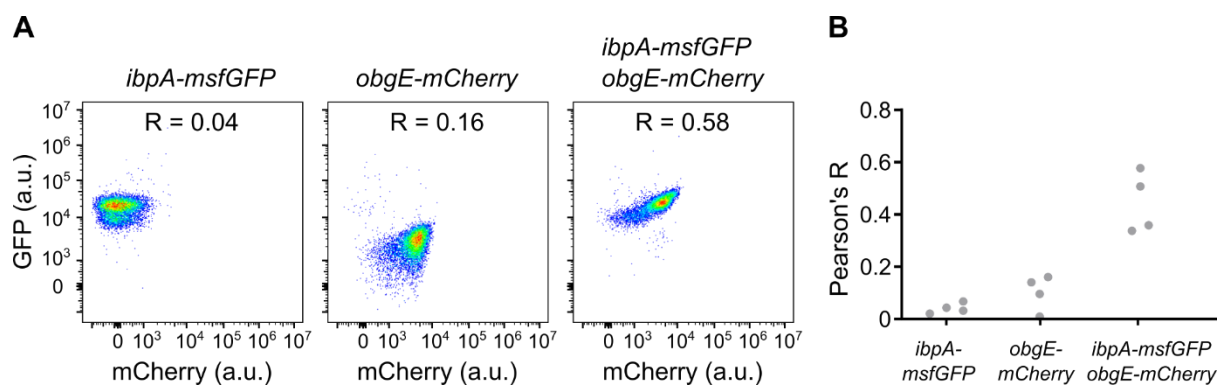 A
B
ibpA-msfGFP
obgE-mCherry
ibpA-msfGFP
obgE-mCherry
R = 0.04
R = 0.16
R = 0.58
GFP (a.u.)
10⁷
10⁶
10⁵
10⁴
10³
0
0 10³ 10⁴ 10⁵ 10⁶ 10⁷
0 10³ 10⁴ 10⁵ 10⁶ 10⁷
0 10³ 10⁴ 10⁵ 10⁶ 10⁷
mCherry (a.u.)
mCherry (a.u.)
mCherry (a.u.)
Pearson's R
0.8
0.6
0.4
0.2
0
ibpA-
msfGFP
obgE-
mCherry
ibpA-msfGFP
obgE-mCherry